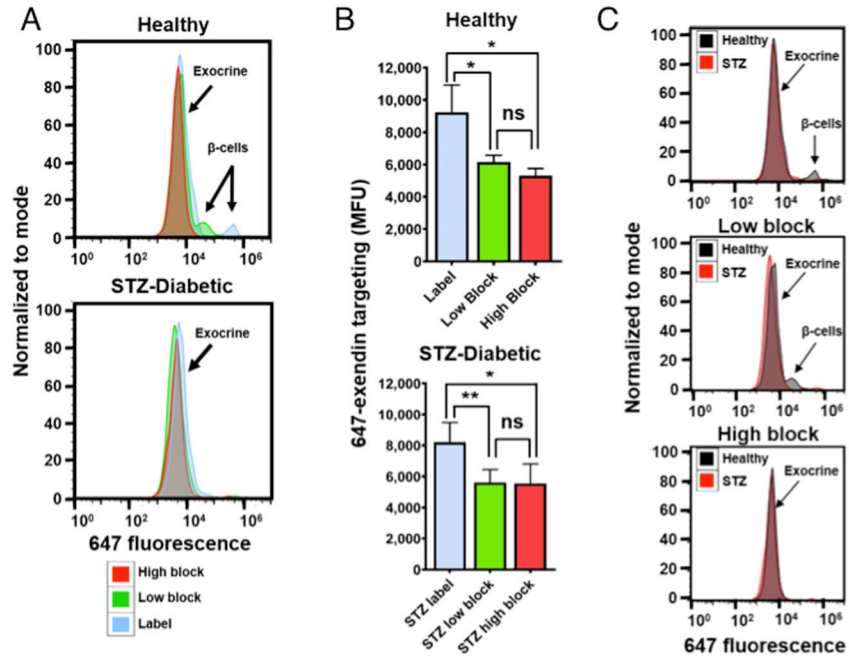 A
Healthy
100
80
60
40
20
0
Exocrine
β-cells
10⁰ 10² 10⁴ 10⁶
STZ-Diabetic
100
80
60
40
20
0
Exocrine
10⁰ 10² 10⁴ 10⁶
Normalized to mode
647 fluorescence
High block
Low block
Label
B
Healthy
*
*
ns
12,000
10,000
8,000
6,000
4,000
2,000
0
Label
Low Block
High Block
STZ-Diabetic
*
**
ns
12,000
10,000
8,000
6,000
4,000
2,000
0
STZ label
STZ low block
STZ high block
647-exendin targeting (MFU)
C
100
80
60
40
20
0
Healthy
STZ
Exocrine
β-cells
10⁰ 10² 10⁴ 10⁶
Low block
100
80
60
40
20
0
Healthy
STZ
Exocrine
β-cells
10⁰ 10² 10⁴ 10⁶
High block
100
80
60
40
20
0
Healthy
STZ
Exocrine
10⁰ 10² 10⁴ 10⁶
Normalized to mode
647 fluorescence